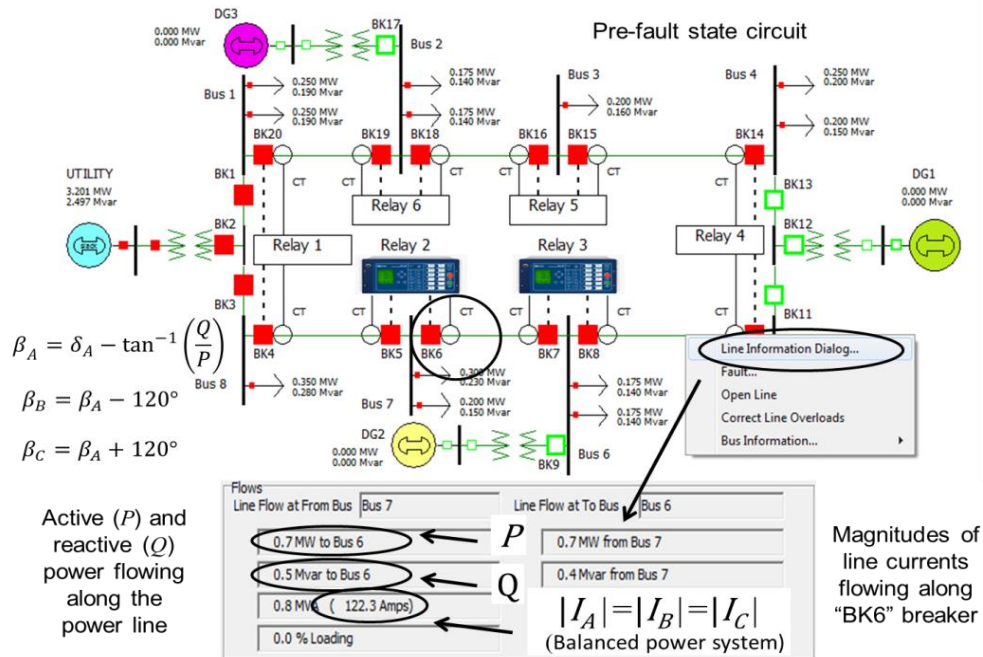 Pre-fault state circuit
DG3
0.000 MW
0.000 Mvar
BK17
Bus 2
Bus 1
0.250 MW
0.190 Mvar
0.250 MW
0.190 Mvar
0.175 MW
0.140 Mvar
0.175 MW
0.140 Mvar
Bus 3
0.200 MW
0.160 Mvar
Bus 4
0.250 MW
0.200 Mvar
0.200 MW
0.150 Mvar
BK20
BK19
BK18
BK16
BK15
BK14
CT
CT
CT
CT
CT
CT
BK1
BK13
UTILITY
3.201 MW
2.497 Mvar
BK2
Relay 6
Relay 5
Relay 1
Relay 2
Relay 3
Relay 4
BK12
DG1
0.000 MW
0.000 Mvar
BK3
CT
CT
CT
CT
CT
CT
BK11
BK4
BK5
BK6
BK7
BK8
Bus 8
0.350 MW
0.280 Mvar
0.300 MW
0.230 Mvar
Bus 7
0.200 MW
0.150 Mvar
0.175 MW
0.140 Mvar
0.175 MW
0.140 Mvar
DG2
0.000 MW
0.000 Mvar
BK9
Bus 6
Line Information Dialog...
Fault...
Open Line
Correct Line Overloads
Bus Information...
β_A = δ_A − tan⁻¹(Q/P)
β_B = β_A − 120°
β_C = β_A + 120°
Active (P) and
reactive (Q)
power flowing
along the
power line
Flows
Line Flow at From Bus Bus 7
Line Flow at To Bus Bus 6
0.7 MW to Bus 6
P
0.7 MW from Bus 7
0.5 Mvar to Bus 6
Q
0.4 Mvar from Bus 7
0.8 MVA ( 122.3 Amps)
|I_A|=|I_B|=|I_C|
(Balanced power system)
0.0 % Loading
Magnitudes of
line currents
flowing along
“BK6” breaker